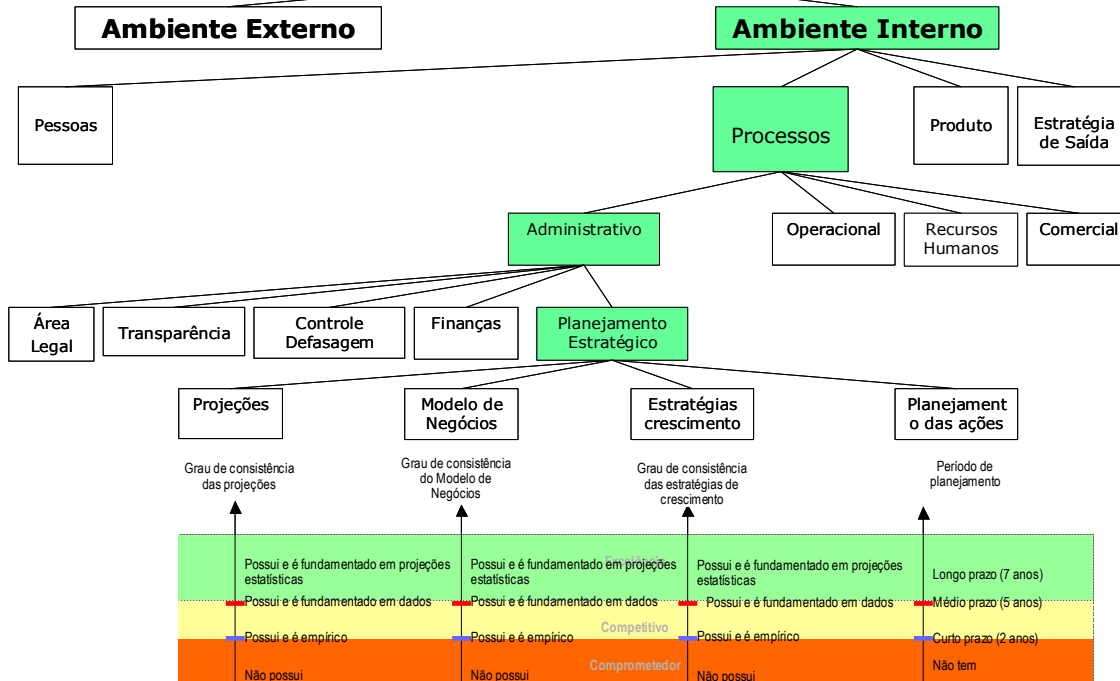 Ambiente Externo
Ambiente Interno
Pessoas
Processos
Produto
Estratégia
de Saída
Administrativo
Operacional
Recursos
Humanos
Comercial
Área
Legal
Transparência
Controle
Defasagem
Finanças
Planejamento
Estratégico
Projeções
Modelo de
Negócios
Estratégias
crescimento
Planejament
o das ações
Grau de consistência
das projeções
Grau de consistência
do Modelo de
Negócios
Grau de consistência
das estratégias de
crescimento
Período de
planejamento
Excelência
Possui e é fundamentado em projeções
estatísticas
Possui e é fundamentado em projeções
estatísticas
Possui e é fundamentado em projeções
estatísticas
Longo prazo (7 anos)
Possui e é fundamentado em dados
Possui e é fundamentado em dados
Possui e é fundamentado em dados
Médio prazo (5 anos)
Competitivo
Possui e é empírico
Possui e é empírico
Possui e é empírico
Curto prazo (2 anos)
Comprometedor
Não possui
Não possui
Não possui
Não tem